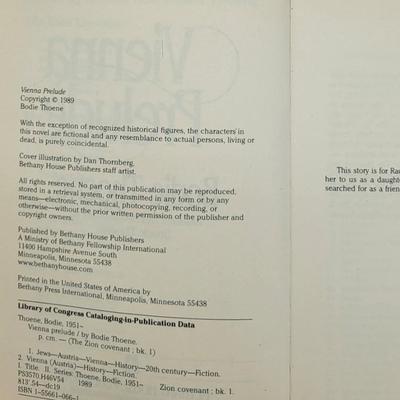 Vienna Prelude
Copyright © 1989
Bodie Thoene
With the exception of recognized historical figures, the characters in
this novel are fictional and any resemblance to actual persons, living or
dead, is purely coincidental.
Cover illustration by Dan Thornberg,
Bethany House Publishers staff artist.
All rights reserved. No part of this publication may be reproduced,
stored in a retrieval system, or transmitted in any form or by any
means—electronic, mechanical, photocopying, recording, or
otherwise—without the prior written permission of the publisher and
copyright owners.
Published by Bethany House Publishers
A Ministry of Bethany Fellowship International
11400 Hampshire Avenue South
Minneapolis, Minnesota 55438
www.bethanyhouse.com
Printed in the United States of America by
Bethany Press International, Minneapolis, Minnesota 55438
Library of Congress Cataloging-in-Publication Data
Thoene, Bodie, 1951–
Vienna prelude / by Bodie Thoene.
p. cm. — (The Zion covenant ; bk. 1)
1. Jews—Austria—Vienna—History—20th century—Fiction.
2. Vienna (Austria)—History—Fiction.
I. Title. II. Series: Thoene, Bodie, 1951– Zion covenant ; bk. 1.
PS3570.H46V54 1989
813'.54—dc19
ISBN 1-55661-066-1
This story is for
her to us as a daugh
searched for as a frien